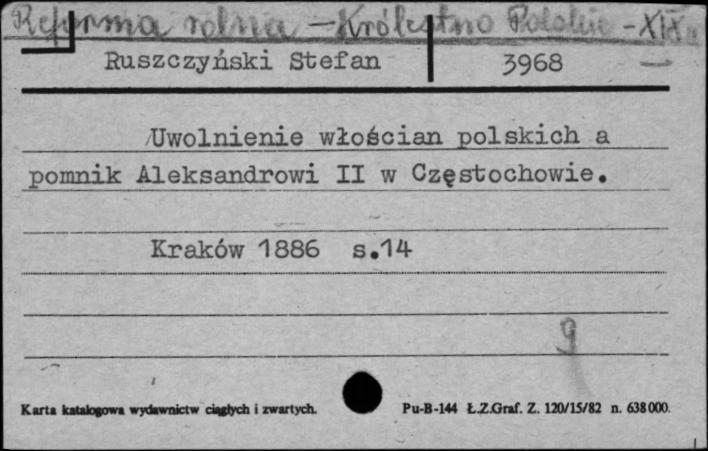 Reforma rolna - Królestwo Polskie - XIX w
Ruszczyński Stefan 3968
Uwolnienie włościan polskich a
pomnik Aleksandrowi II w Częstochowie.
Kraków 1886 s.14
9
Karta katalogowa wydawnictw ciągłych i zwartych. Pu-B-144 Ł.Z.Graf. Z. 120/15/82 n. 638000.